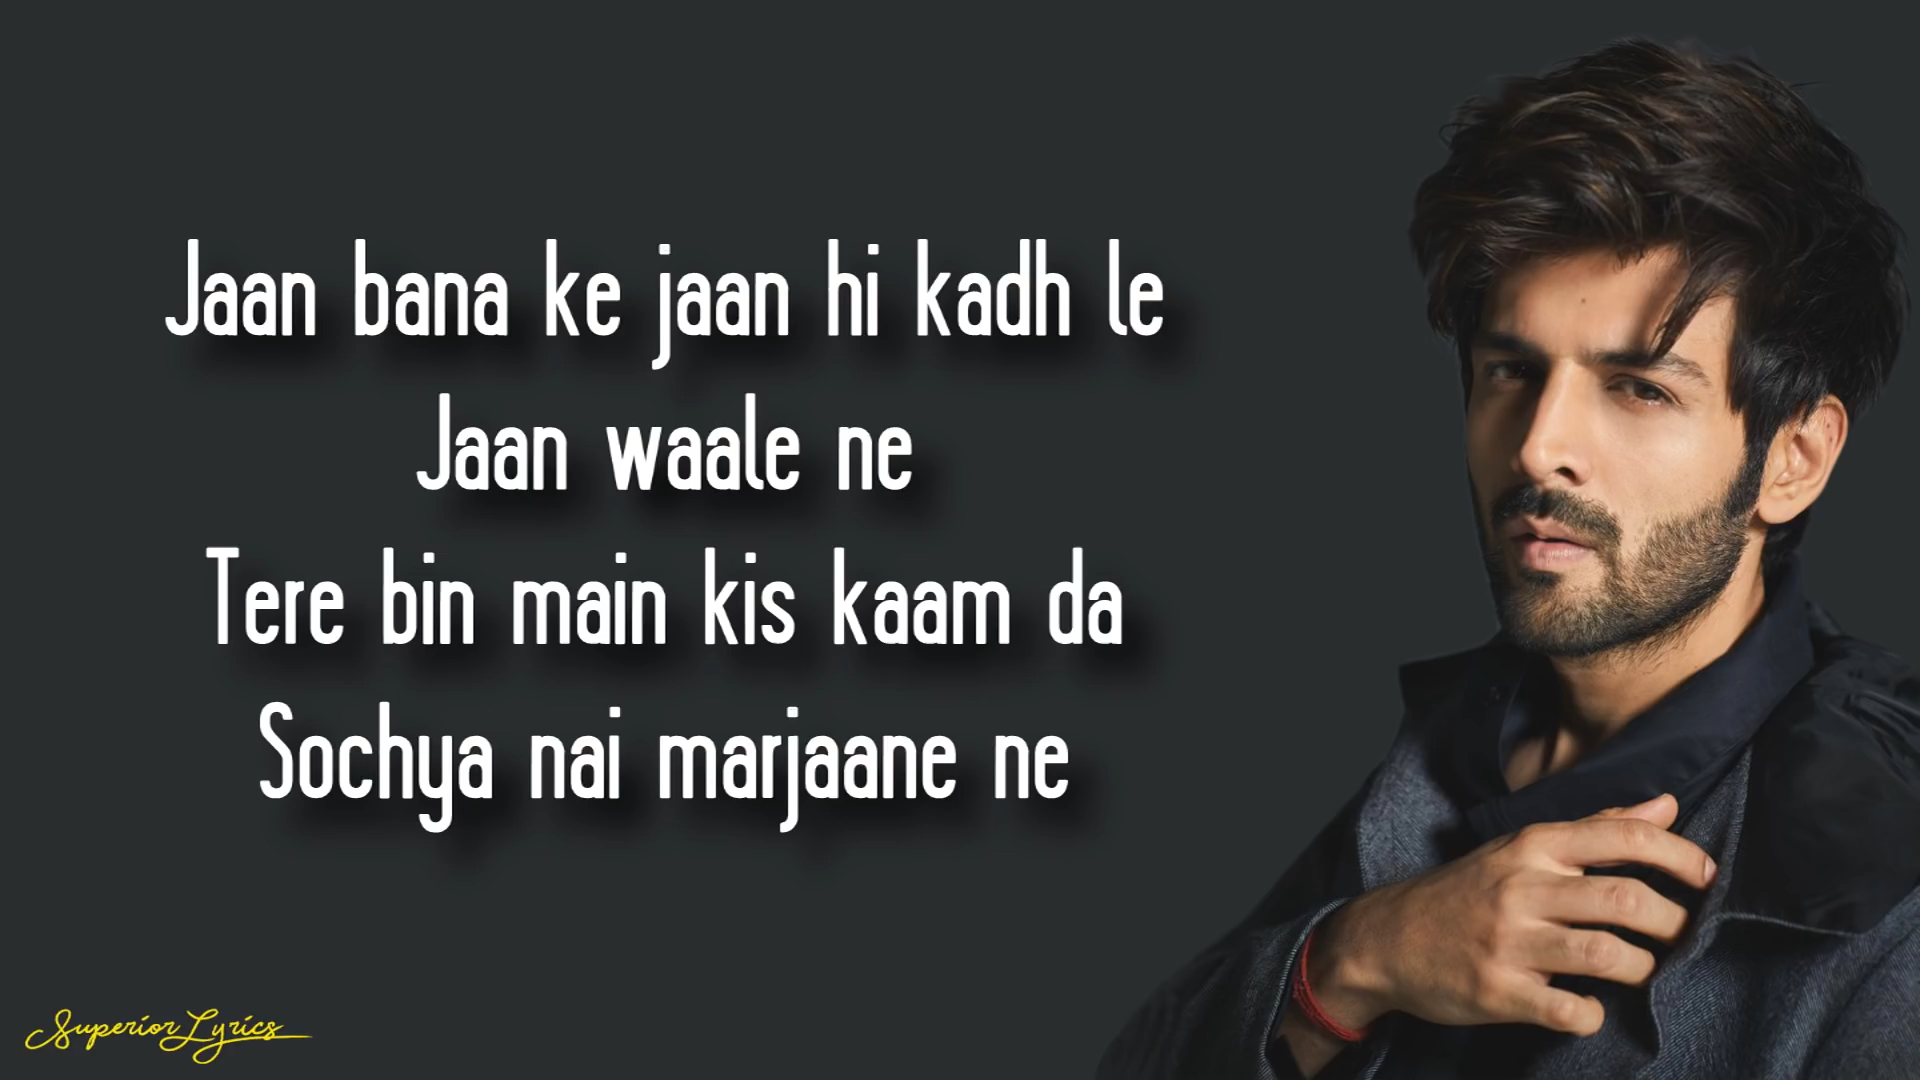 Jaan bana ke jaan hi kadh le
Jaan waale ne
Tere bin main kis kaam da
Sochya nai marjaane ne
Superior Lyrics